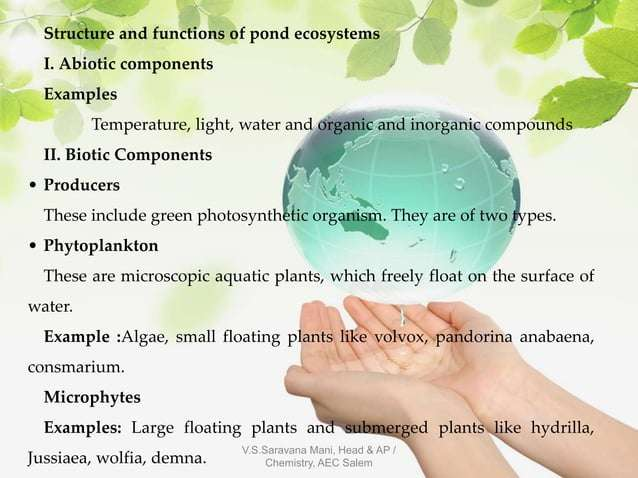 Structure and functions of pond ecosystems
I. Abiotic components
Examples
Temperature, light, water and organic and inorganic compounds
II. Biotic Components
• Producers
These include green photosynthetic organism. They are of two types.
• Phytoplankton
These are microscopic aquatic plants, which freely float on the surface of
water.
Example :Algae, small floating plants like volvox, pandorina anabaena,
consmarium.
Microphytes
Examples: Large floating plants and submerged plants like hydrilla,
Jussiaea, wolfia, demna.
V.S.Saravana Mani, Head & AP /
Chemistry, AEC Salem